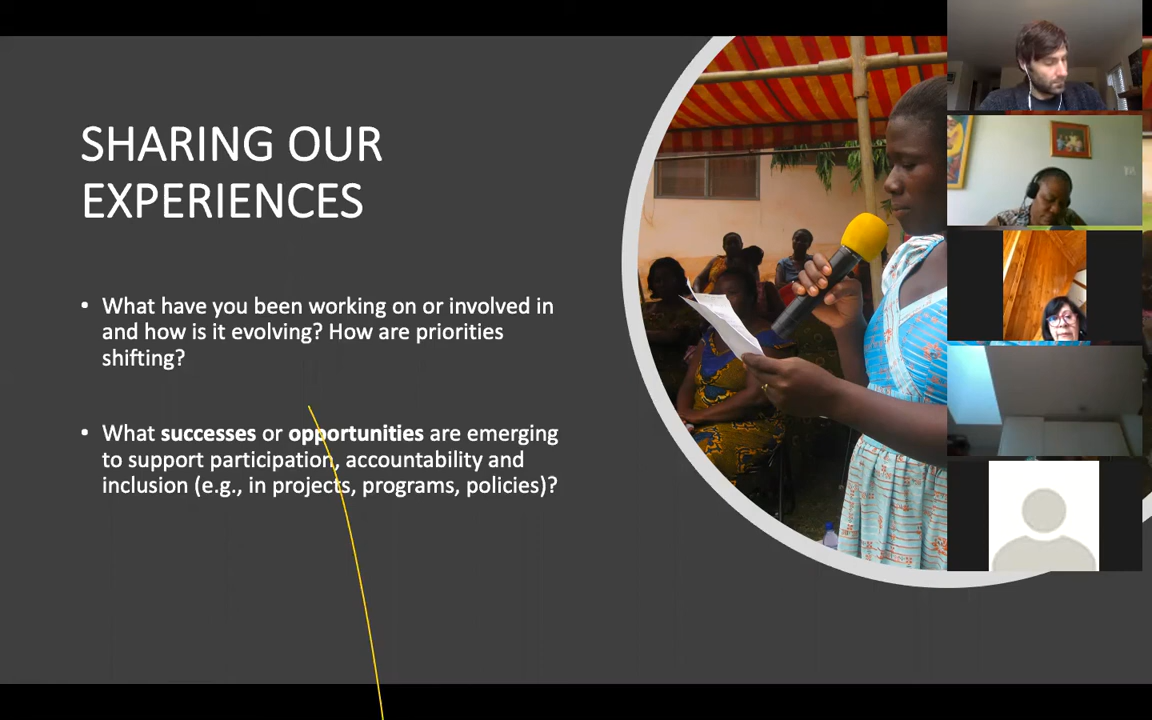 SHARING OUR
EXPERIENCES
• What have you been working on or involved in
and how is it evolving? How are priorities
shifting?
• What successes or opportunities are emerging
to support participation, accountability and
inclusion (e.g., in projects, programs, policies)?